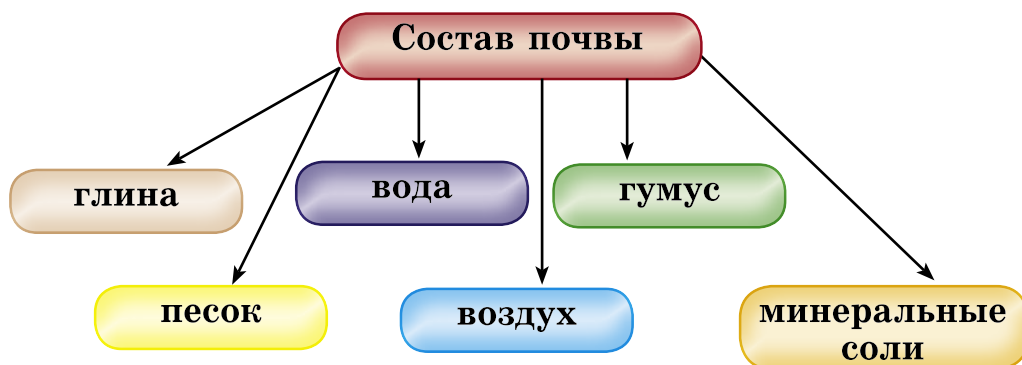 Состав почвы
глина
вода
гумус
песок
воздух
минеральные
соли